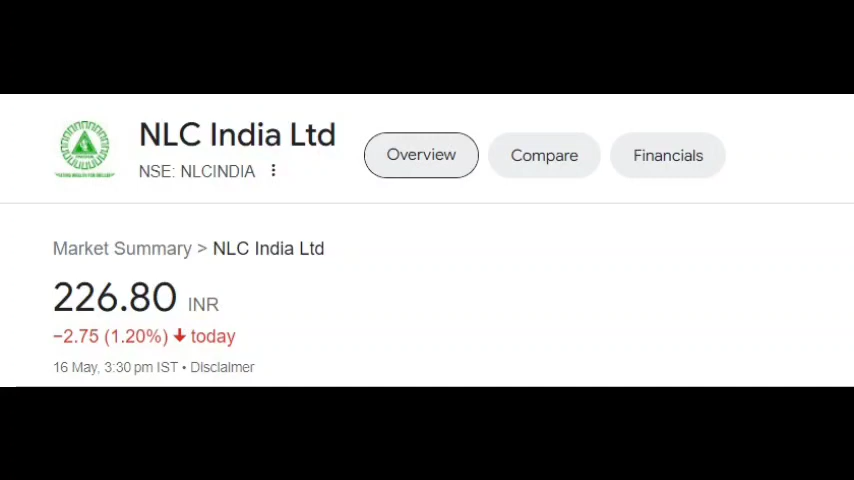 NLC India Ltd
NSE: NLCINDIA
Overview
Compare
Financials
Market Summary > NLC India Ltd
226.80 INR
−2.75 (1.20%) ↓ today
16 May, 3:30 pm IST • Disclaimer